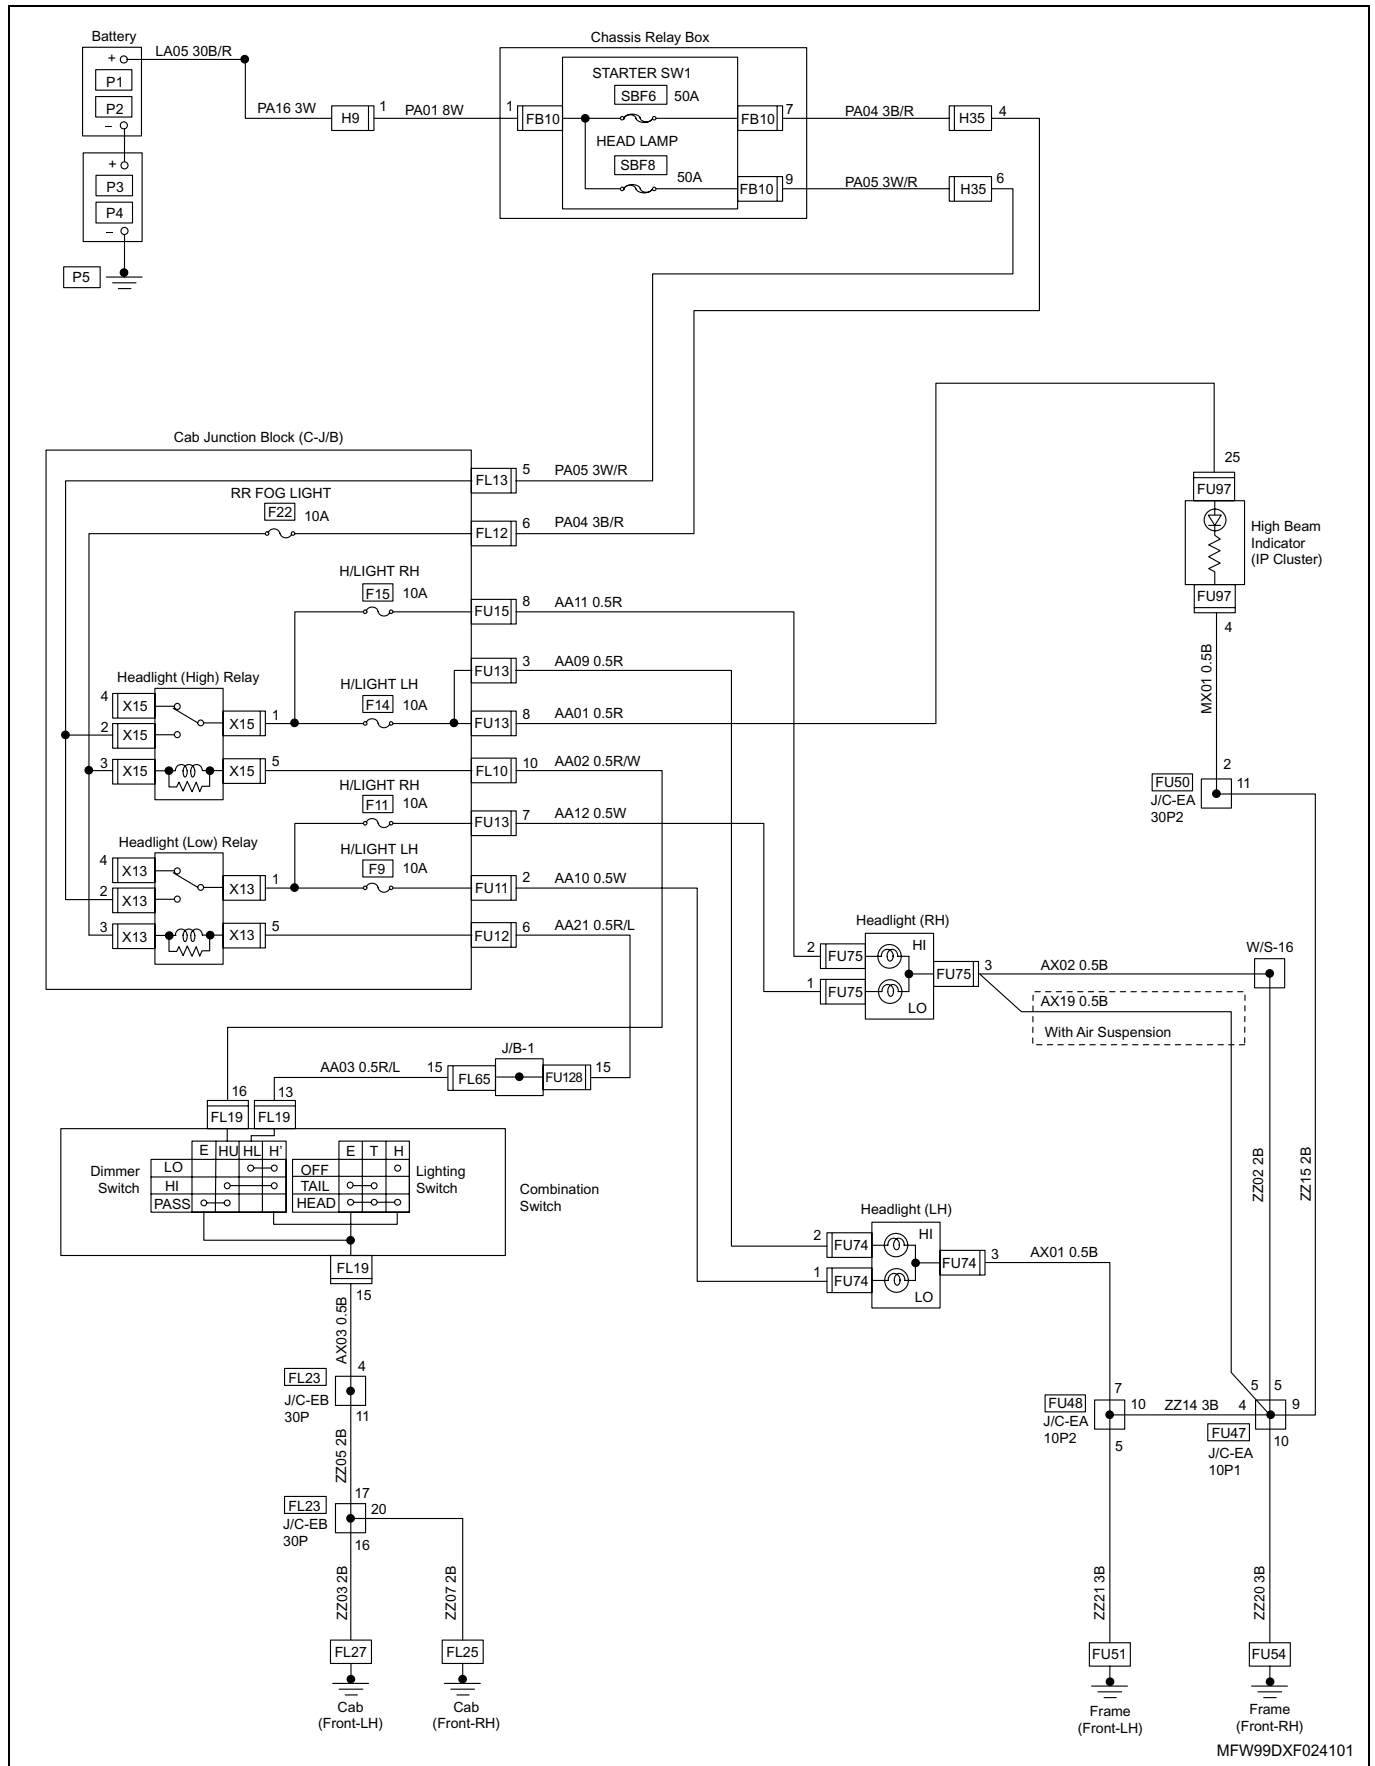 Battery
Chassis Relay Box
LA05 30B/R
+
P1
P2
−
STARTER SW1
SBF6 50A
PA16 3W H9 1 PA01 8W 1 FB10 FB10 7 PA04 3B/R H35 4
HEAD LAMP
SBF8
50A
FB10 9 PA05 3W/R H35 6
+
P3
P4
−
P5
Cab Junction Block (C-J/B)
25
FU97
High Beam
Indicator
(IP Cluster)
FU97
4
MX01 0.5B
2
FU50 11
J/C-EA
30P2
FL13 5 PA05 3W/R
RR FOG LIGHT
F22 10A
FL12 6 PA04 3B/R
H/LIGHT RH
F15 10A
FU15 8 AA11 0.5R
FU13 3 AA09 0.5R
Headlight (High) Relay
H/LIGHT LH
F14 10A
4 X15
X15 1
FU13 8 AA01 0.5R
2 X15
3 X15 X15 5
FL10 10 AA02 0.5R/W
H/LIGHT RH
F11 10A
FU13 7 AA12 0.5W
Headlight (Low) Relay
H/LIGHT LH
F9 10A
4 X13
X13 1
FU11 2 AA10 0.5W
2 X13
3 X13 X13 5
FU12 6 AA21 0.5R/L
Headlight (RH)
2 FU75 HI
FU75 3 AX02 0.5B
1 FU75 LO
W/S-16
AX19 0.5B
With Air Suspension
J/B-1
AA03 0.5R/L 15 FL65 FU128 15
16 13
FL19 FL19
E HU HL H'
E T H
Dimmer
Switch
LO
HI
PASS
OFF
TAIL
HEAD
Lighting
Switch
Combination
Switch
ZZ02 2B
ZZ15 2B
Headlight (LH)
2 FU74 HI
FU74 3 AX01 0.5B
1 FU74 LO
FL19
15
AX03 0.5B
4
FL23
J/C-EB
30P
11
ZZ05 2B
17
FL23 20
J/C-EB
30P
16
7
FU48 10 ZZ14 3B 4
J/C-EA
10P2
5
5 5
9
FU47
J/C-EA
10P1
10
ZZ03 2B
ZZ07 2B
ZZ21 3B
ZZ20 3B
FL27
FL25
FU51
FU54
Cab
(Front-LH)
Cab
(Front-RH)
Frame
(Front-LH)
Frame
(Front-RH)
MFW99DXF024101